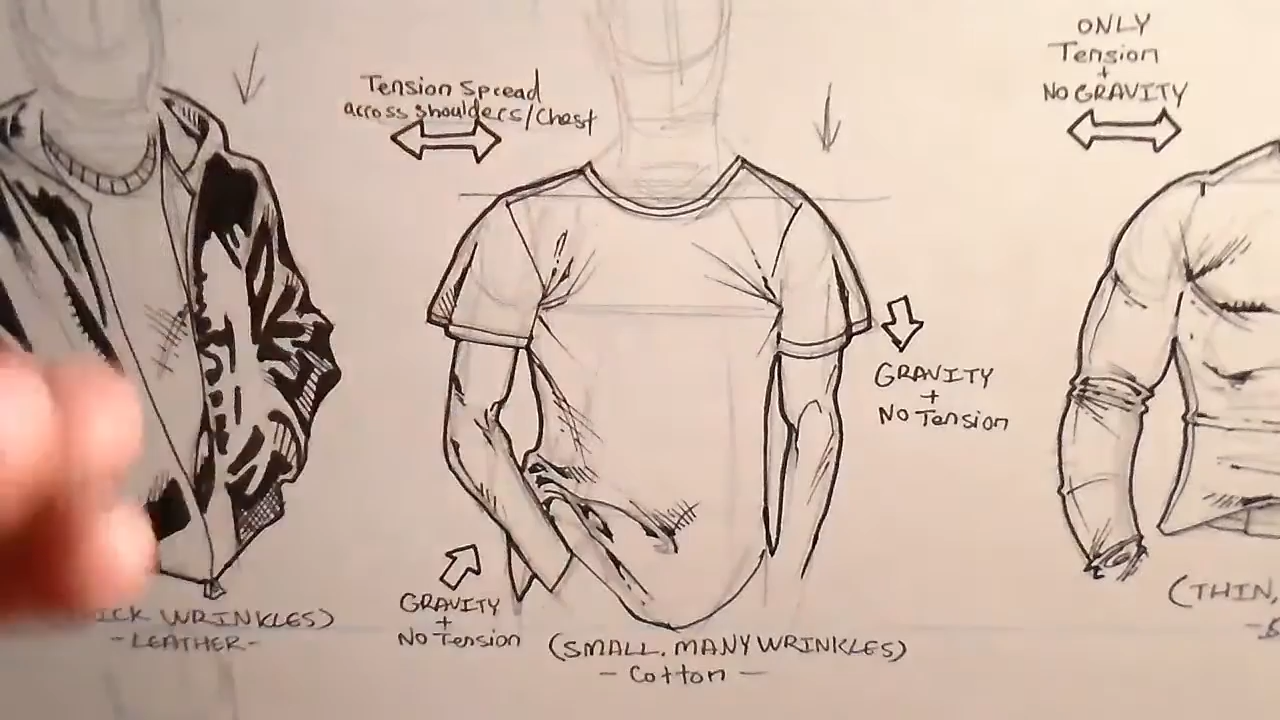 Tension Spread
across shoulders/Chest
ONLY
Tension
+
NO GRAVITY
GRAVITY
+
No Tension
GRAVITY
+
No Tension
WRINKLES)
-LEATHER-
(SMALL, MANY WRINKLES)
- Cotton -
(THIN,